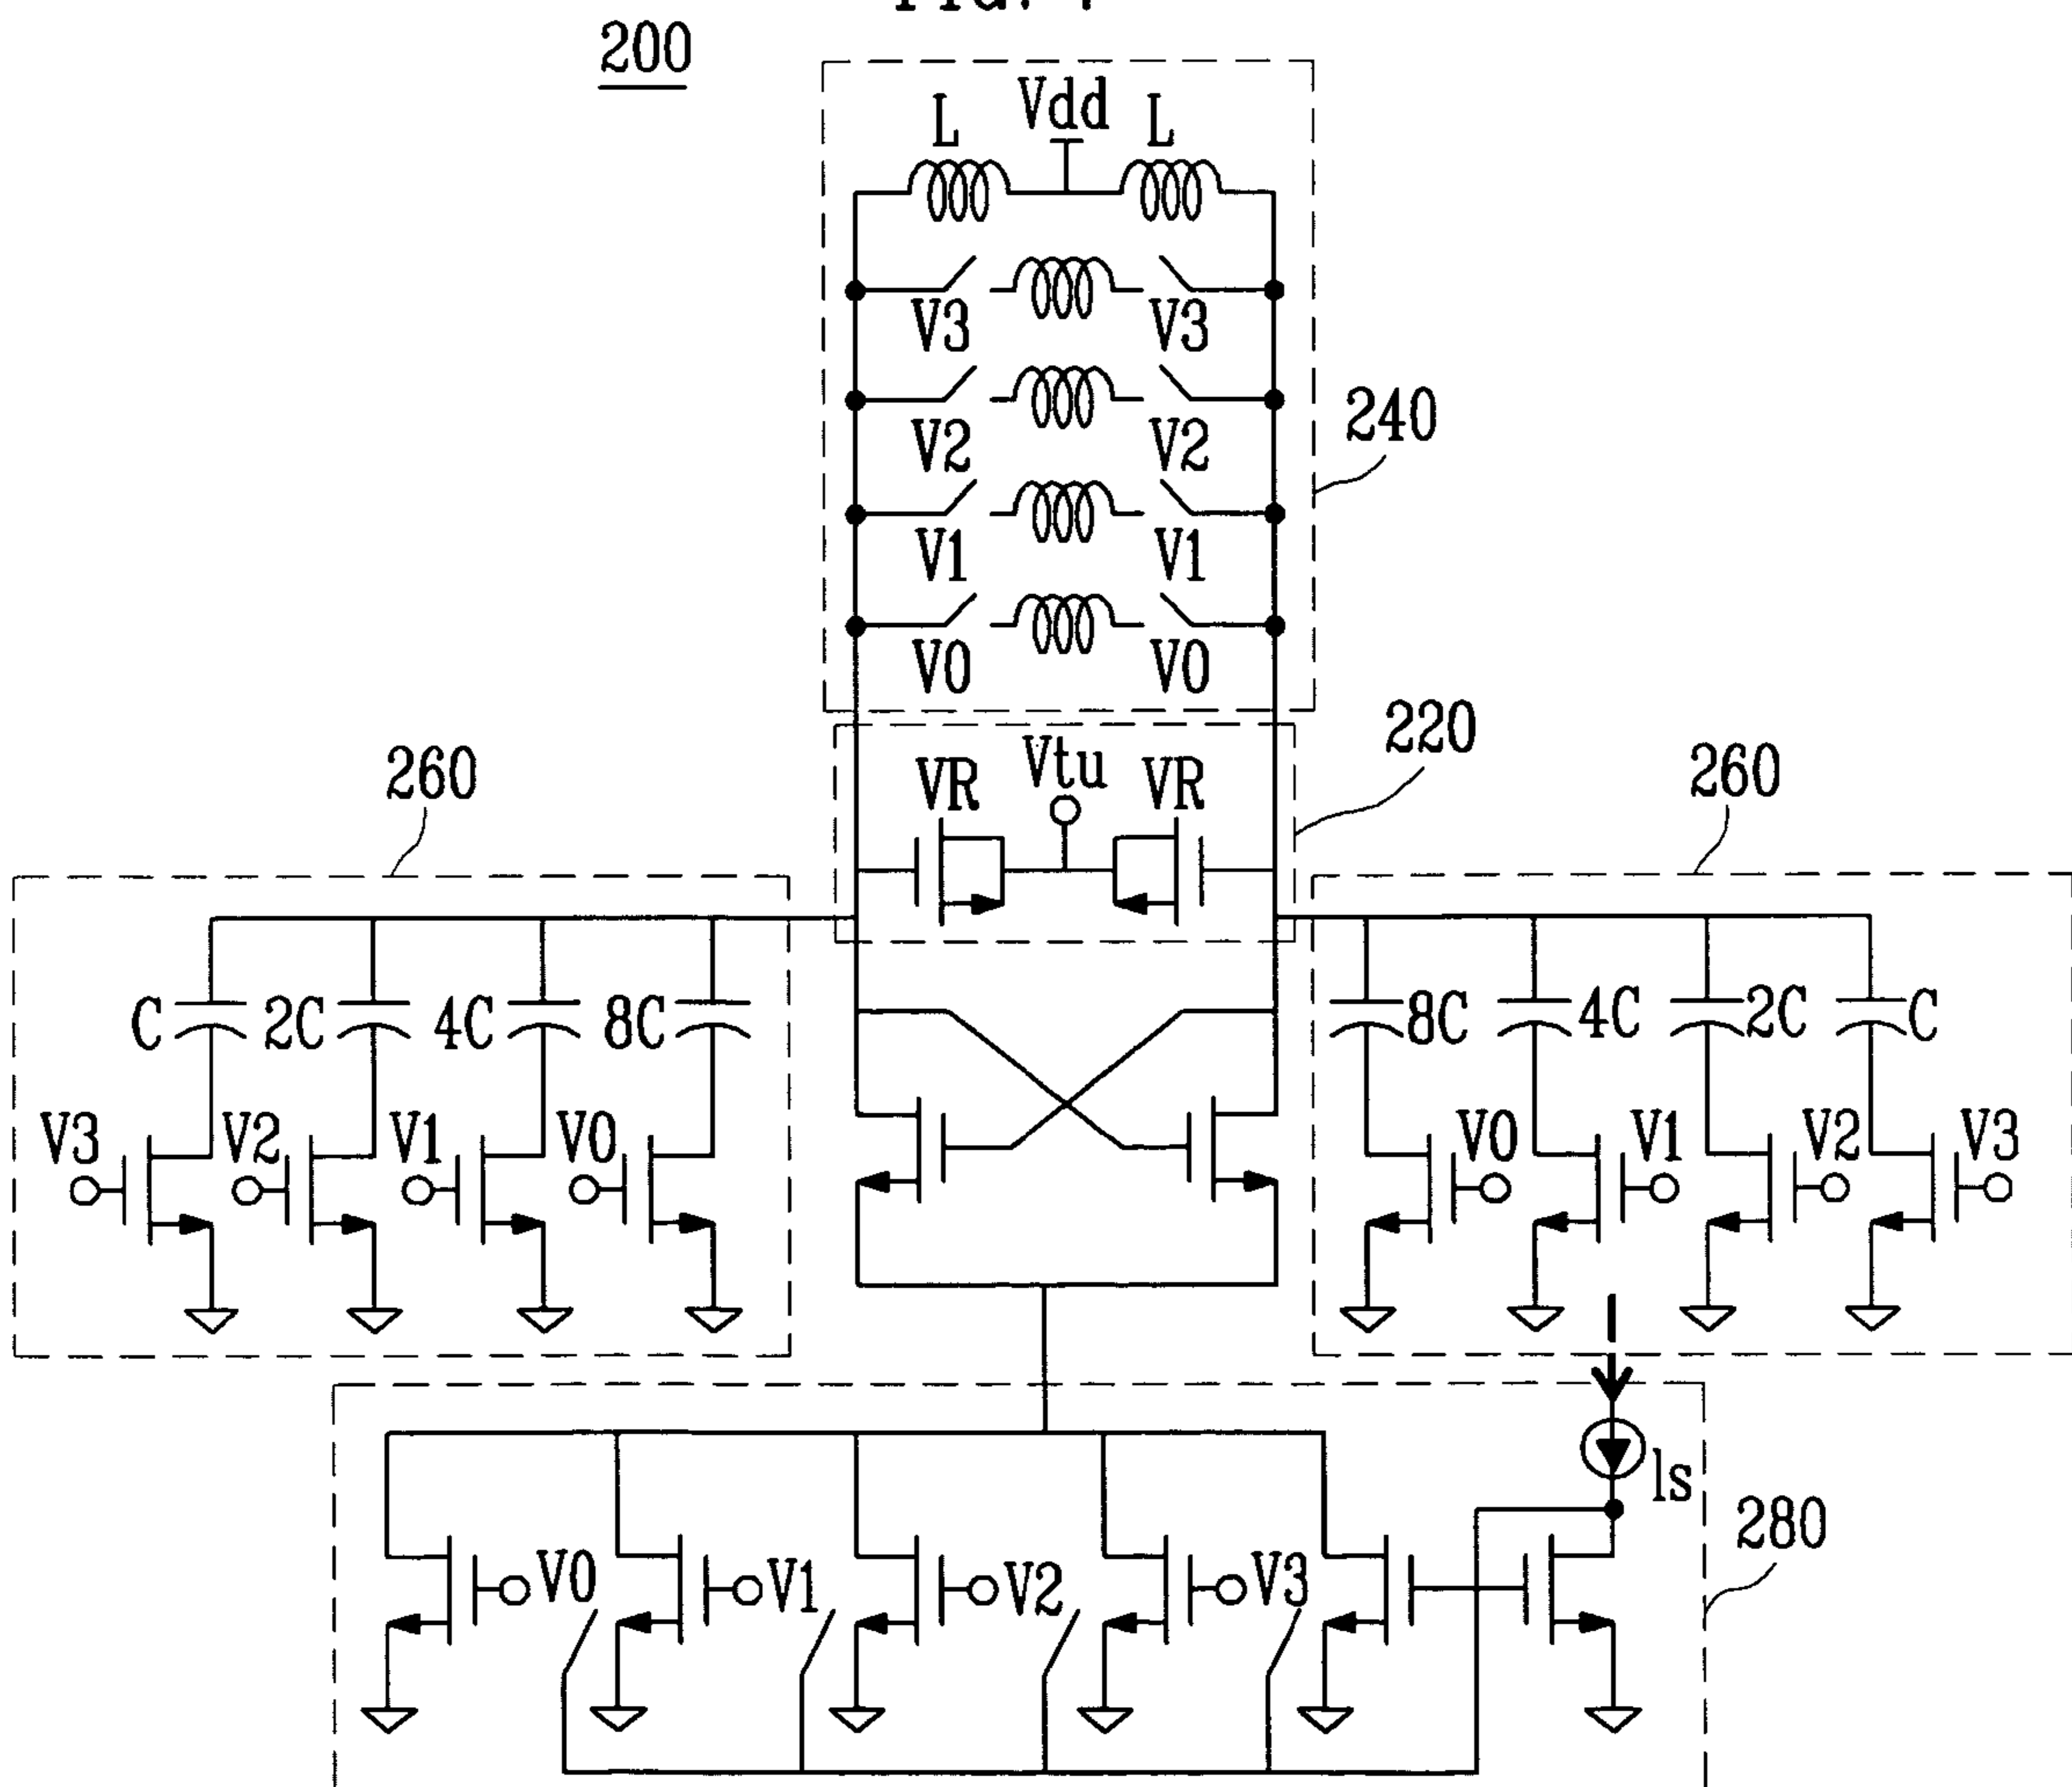 200
L Vdd L
V3 V3
V2 V2
240
V1 V1
V0 V0
220
260 VR Vtu VR 260
C 2C 4C 8C 8C 4C 2C C
V3 V2 V1 V0 V0 V1 V2 V3
Is
280
V0 V1 V2 V3